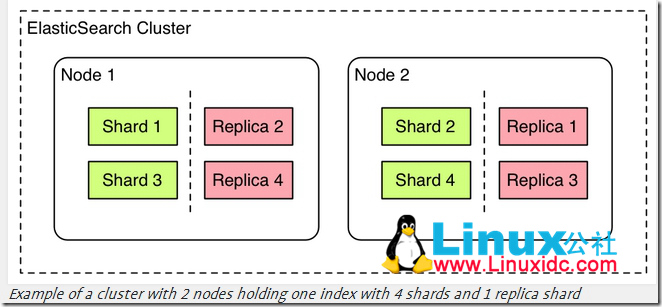 ElasticSearch Cluster
Node 1
Shard 1
Replica 2
Shard 3
Replica 4
Node 2
Shard 2
Replica 1
Shard 4
Replica 3
Linux公社
www.Linuxidc.com
Example of a cluster with 2 nodes holding one index with 4 shards and 1 replica shard